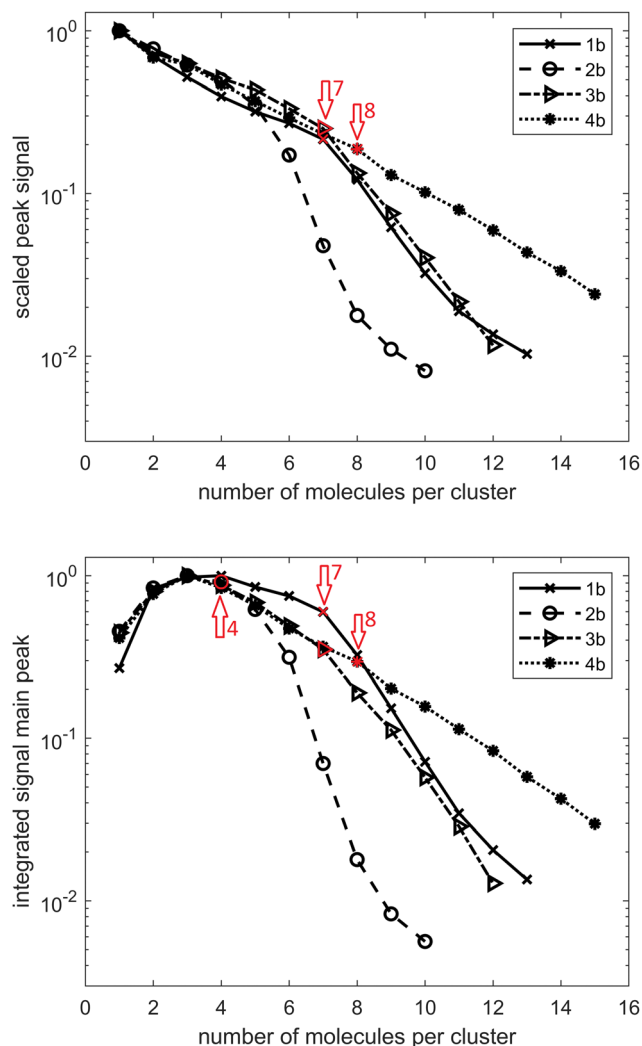 10^0
10^-1
10^-2
scaled peak signal
7
8
1b
2b
3b
4b
0 2 4 6 8 10 12 14 16
number of molecules per cluster
10^0
10^-1
10^-2
integrated signal main peak
4
7
8
1b
2b
3b
4b
0 2 4 6 8 10 12 14 16
number of molecules per cluster